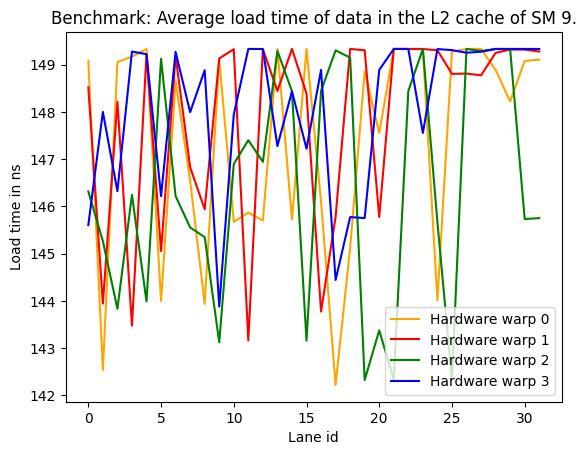 Benchmark: Average load time of data in the L2 cache of SM 9.
Load time in ns
149
148
147
146
145
144
143
142
0 5 10 15 20 25 30
Lane id
Hardware warp 0
Hardware warp 1
Hardware warp 2
Hardware warp 3